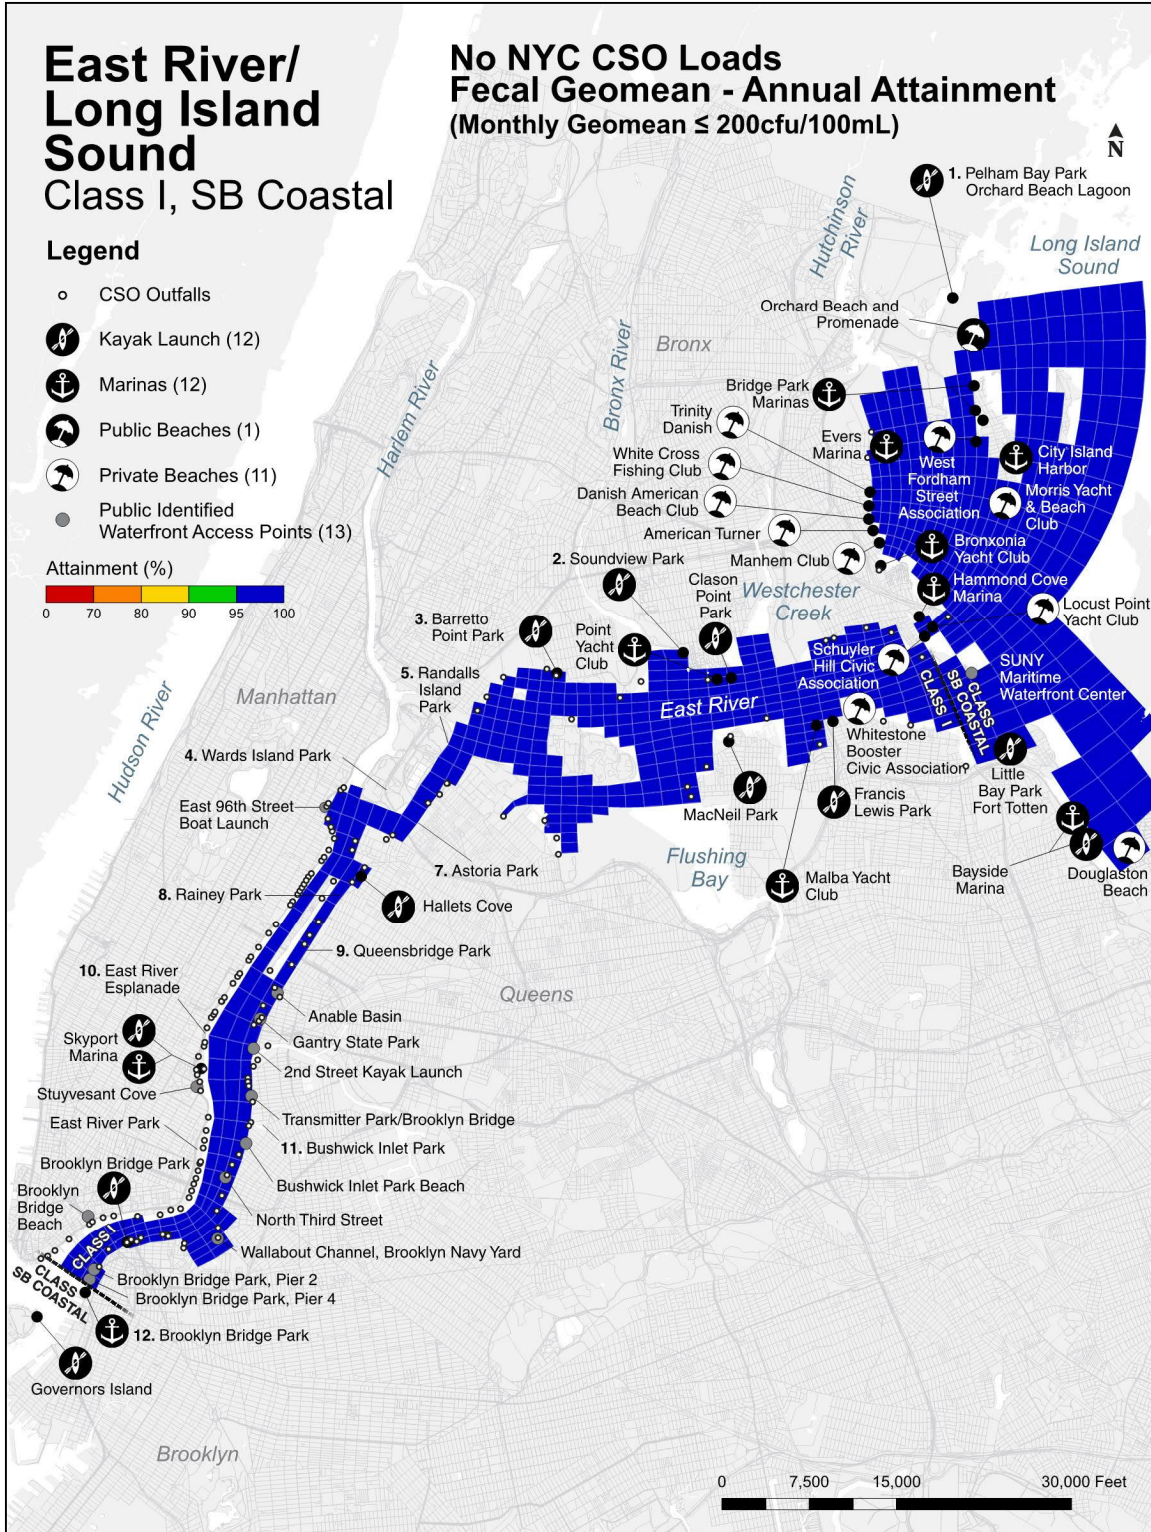 East River/
Long Island
Sound
Class I, SB Coastal
No NYC CSO Loads
Fecal Geomean - Annual Attainment
(Monthly Geomean ≤ 200cfu/100mL)
N
Legend
CSO Outfalls
Kayak Launch (12)
Marinas (12)
Public Beaches (1)
Private Beaches (11)
Public Identified
Waterfront Access Points (13)
Attainment (%)
0 70 80 90 95 100
1. Pelham Bay Park
Orchard Beach Lagoon
Hutchinson
River
Long Island
Sound
Orchard Beach and
Promenade
Bronx
Bronx River
Harlem River
Bridge Park
Marinas
Trinity
Danish
Evers
Marina
White Cross
Fishing Club
West
Fordham
Street
Association
City Island
Harbor
Danish American
Beach Club
Morris Yacht
& Beach
Club
American Turner
Bronxonia
Yacht Club
Manhem Club
2. Soundview Park
Clason
Point
Park
Westchester
Creek
Hammond Cove
Marina
Locust Point
Yacht Club
3. Barretto
Point Park
Point
Yacht
Club
Schuyler
Hill Civic
Association
SUNY
Maritime
Waterfront Center
5. Randalls
Island
Park
CLASS I
CLASS
SB COASTAL
East River
Manhattan
Hudson River
Whitestone
Booster
Civic Association
4. Wards Island Park
Little
Bay Park
Fort Totten
East 96th Street
Boat Launch
MacNeil Park
Francis
Lewis Park
7. Astoria Park
Flushing
Bay
Malba Yacht
Club
Bayside
Marina
Douglaston
Beach
8. Rainey Park
Hallets Cove
9. Queensbridge Park
10. East River
Esplanade
Queens
Anable Basin
Skyport
Marina
Gantry State Park
2nd Street Kayak Launch
Stuyvesant Cove
East River Park
Transmitter Park/Brooklyn Bridge
11. Bushwick Inlet Park
Brooklyn Bridge Park
Brooklyn
Bridge
Beach
Bushwick Inlet Park Beach
North Third Street
CLASS I
Wallabout Channel, Brooklyn Navy Yard
CLASS
SB COASTAL
Brooklyn Bridge Park, Pier 2
Brooklyn Bridge Park, Pier 4
12. Brooklyn Bridge Park
Governors Island
Brooklyn
0 7,500 15,000 30,000 Feet